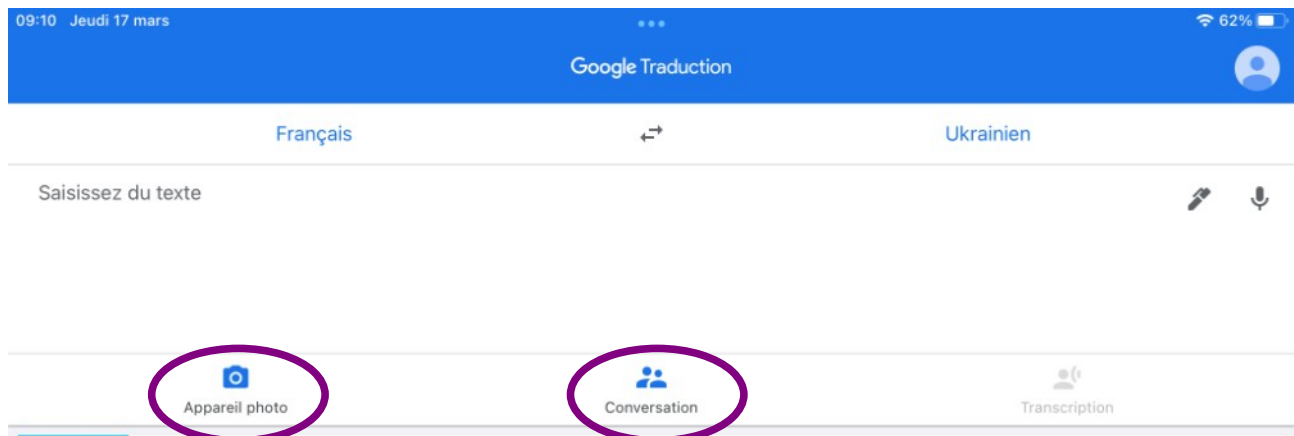 09:10 Jeudi 17 mars 62%
Google Traduction
Français Ukrainien
Saisissez du texte
Appareil photo Conversation Transcription